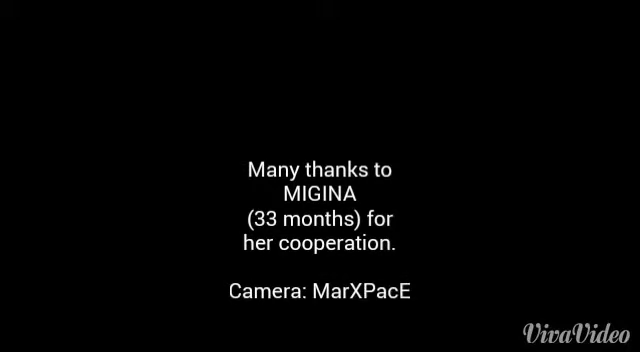 Many thanks to
MIGINA
(33 months) for
her cooperation.
Camera: MarXPacE
VivaVideo